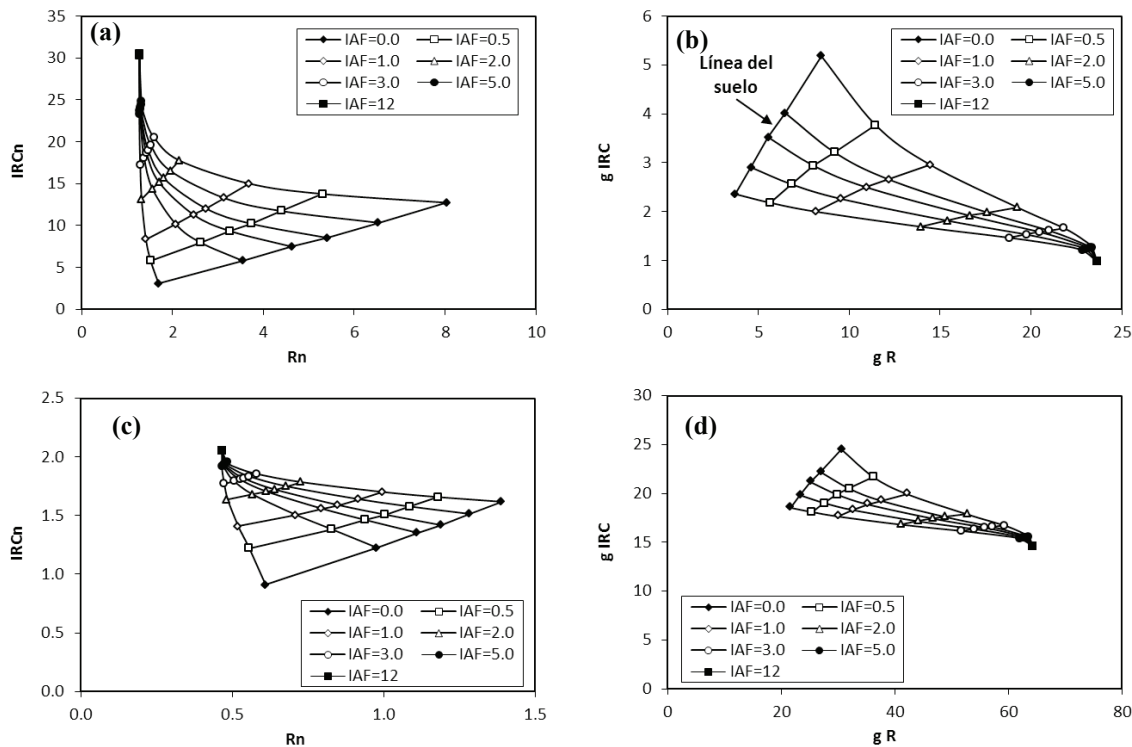 (a)
35
30
25
20
15
10
5
0
IRCn
IAF=0.0 IAF=0.5
IAF=1.0 IAF=2.0
IAF=3.0 IAF=5.0
IAF=12
0 2 4 6 8 10
Rn
(b)
6
5
4
3
2
1
0
g IRC
Línea del
suelo
IAF=0.0 IAF=0.5
IAF=1.0 IAF=2.0
IAF=3.0 IAF=5.0
IAF=12
0 5 10 15 20 25
g R
(c)
2.5
2.0
1.5
1.0
0.5
0.0
IRCn
IAF=0.0 IAF=0.5
IAF=1.0 IAF=2.0
IAF=3.0 IAF=5.0
IAF=12
0.0 0.5 1.0 1.5
Rn
(d)
30
25
20
15
10
5
0
g IRC
IAF=0.0 IAF=0.5
IAF=1.0 IAF=2.0
IAF=3.0 IAF=5.0
IAF=12
0 20 40 60 80
g R